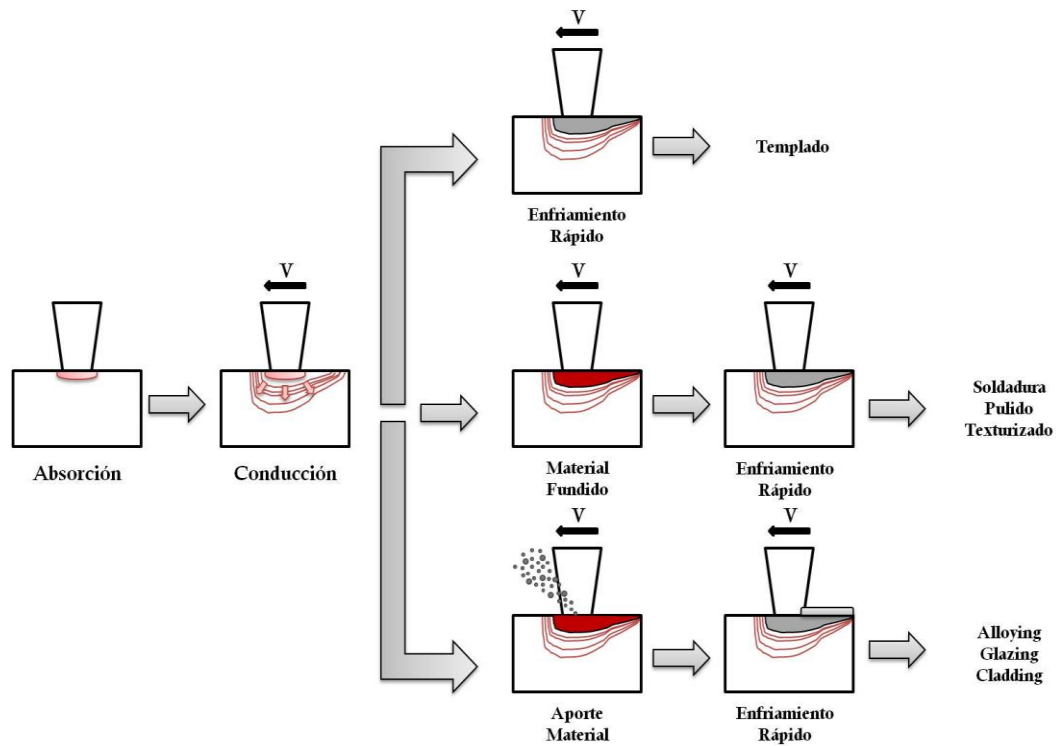 V
Enfriamiento
Rápido
Templado
V
Absorción
Conducción
V
Material
Fundido
V
Enfriamiento
Rápido
Soldadura
Pulido
Texturizado
V
Aporte
Material
V
Enfriamiento
Rápido
Alloying
Glazing
Cladding